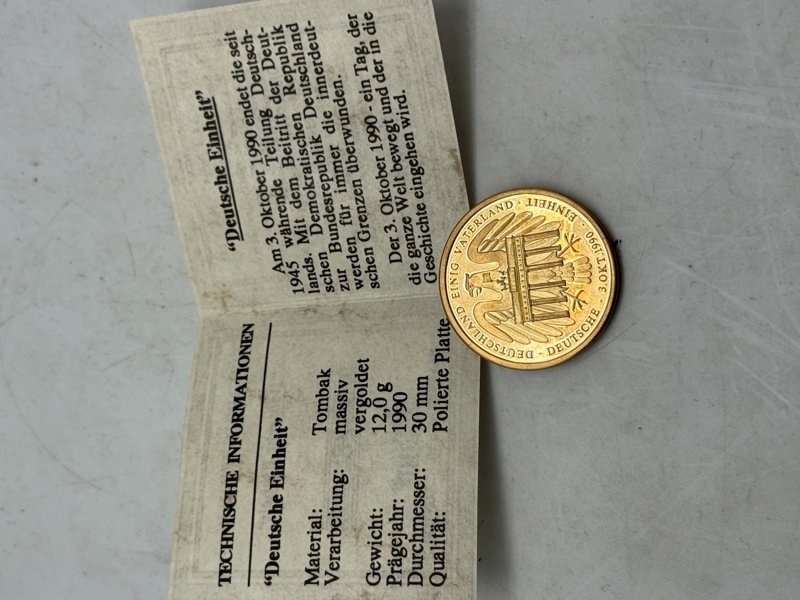 TECHNISCHE INFORMATIONEN
"Deutsche Einheit"
Material: Tombak
Verarbeitung: massiv
vergoldet
Gewicht: 12,0 g
Prägejahr: 1990
Durchmesser: 30 mm
Qualität: Polierte Platte
"Deutsche Einheit"
Am 3. Oktober 1990 endet die seit
1945 während Teilung Deutsch-
lands. Mit dem Beitritt der Deut-
schen Demokratischen Republik
zur Bundesrepublik Deutschland
werden für immer die innerdeut-
schen Grenzen überwunden.
Der 3. Oktober 1990 - ein Tag, der
die ganze Welt bewegt und der in die
Geschichte eingehen wird.
DEUTSCHLAND EINIG VATERLAND
DEUTSCHE EINHEIT
3.OKT.1990